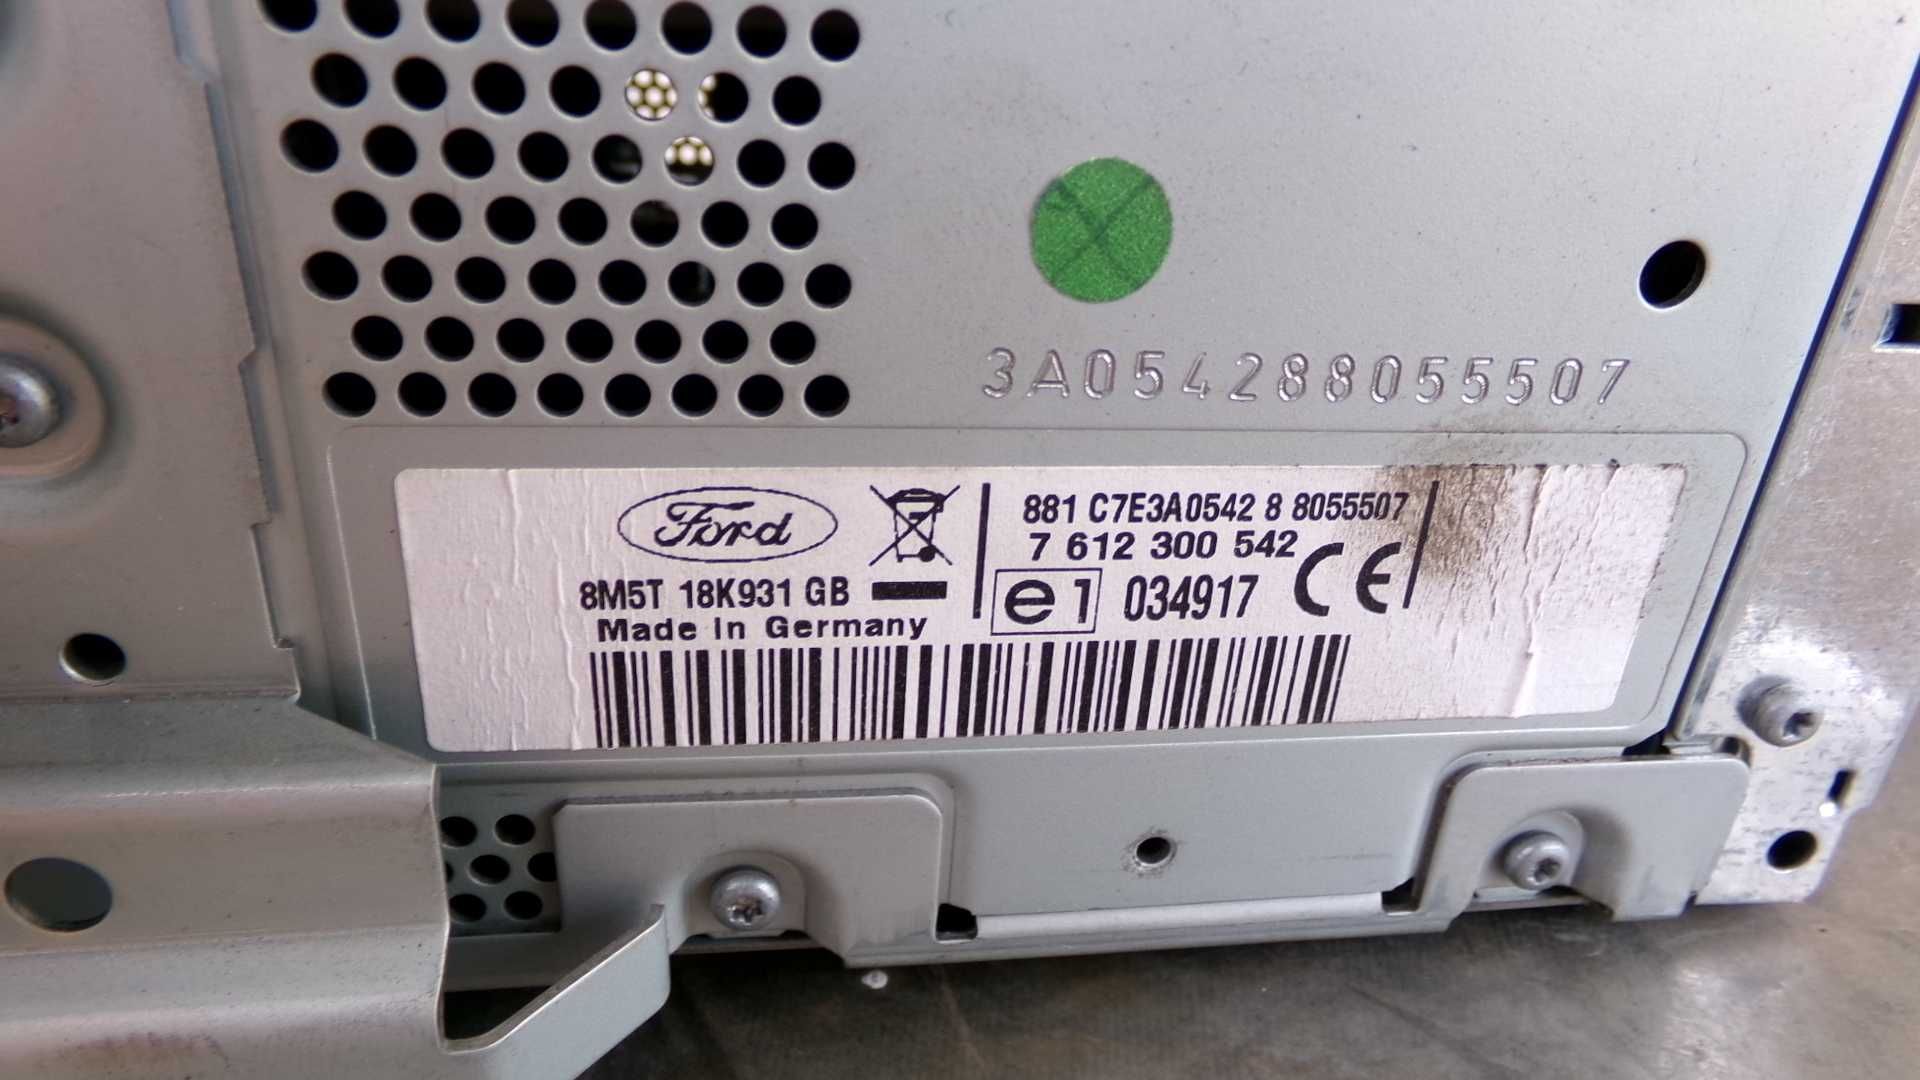 3A054288055507
Ford
881 C7E3A0542 8 8055507
7 612 300 542
8M5T 18K931 GB
e1 034917 CE
Made in Germany